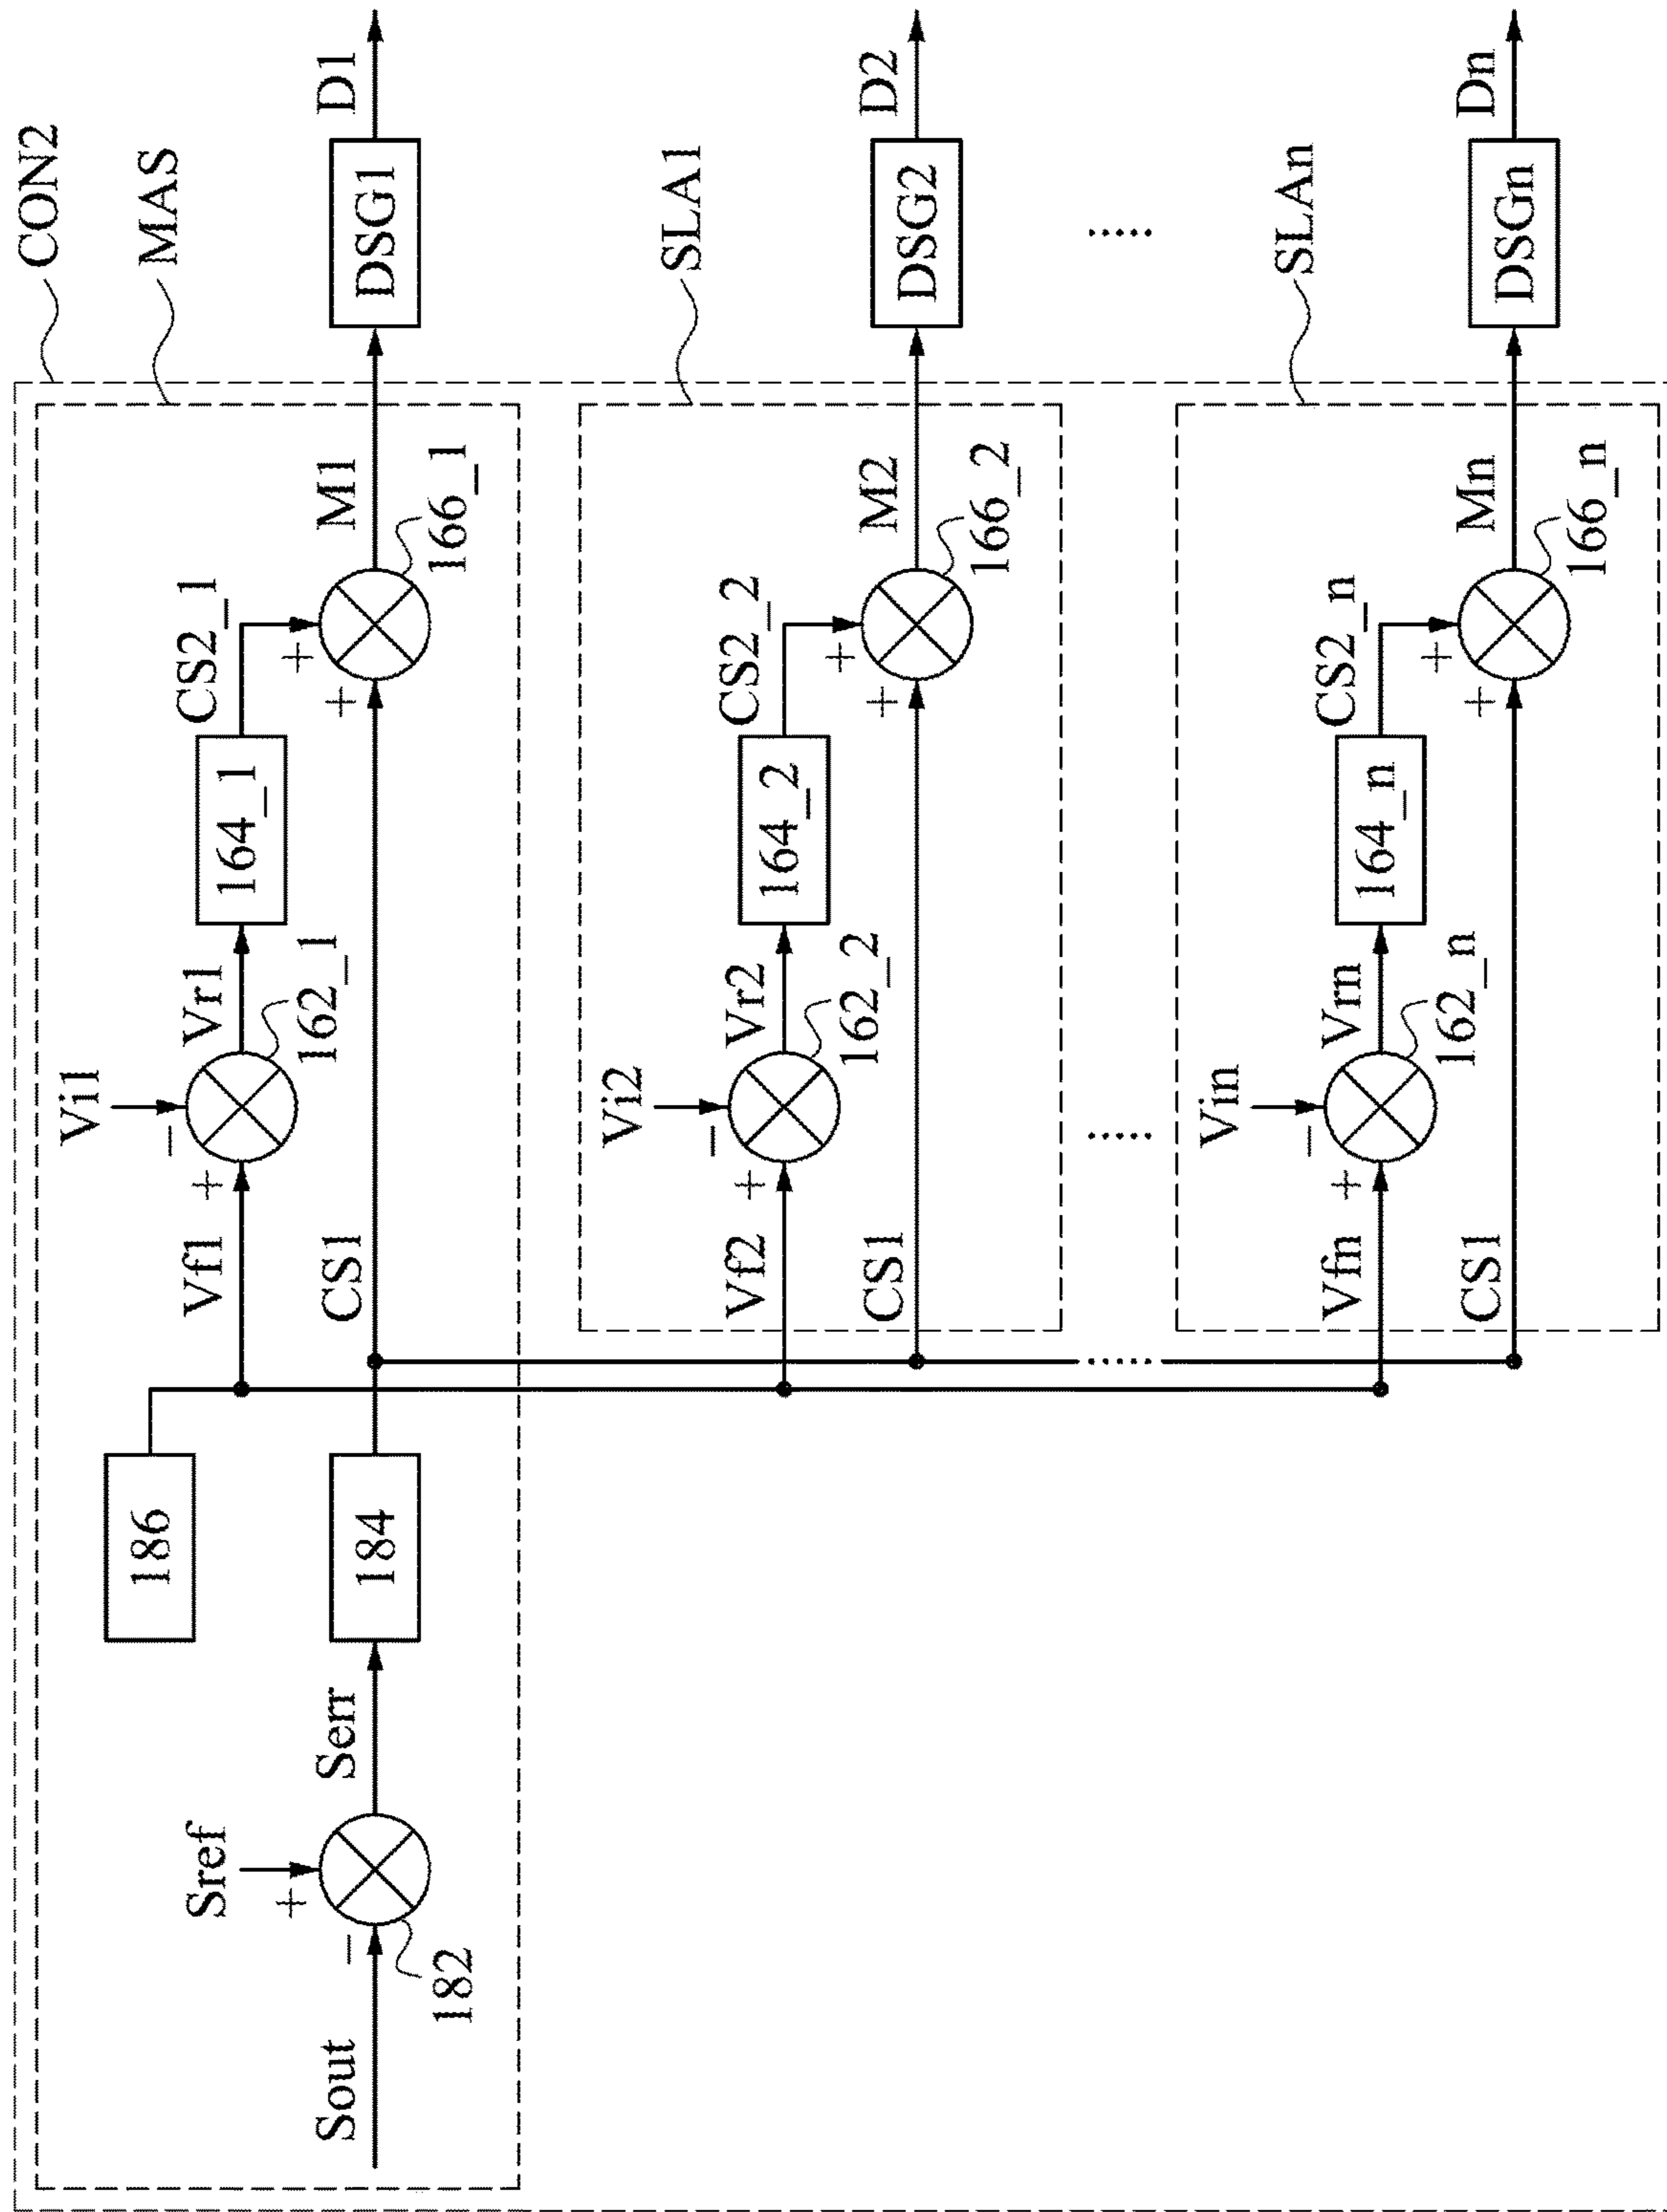 CON2
MAS
Sout
−
182
Sref
+
Serr
184
186
Vf1
+
Vi1
−
162_1
Vr1
164_1
CS2_1
CS1
+
+
166_1
M1
DSG1
D1
SLA1
Vf2
+
Vi2
−
162_2
Vr2
164_2
CS2_2
CS1
+
+
166_2
M2
DSG2
D2
SLAn
Vfn
+
Vin
−
162_n
Vrn
164_n
CS2_n
CS1
+
+
166_n
Mn
DSGn
Dn